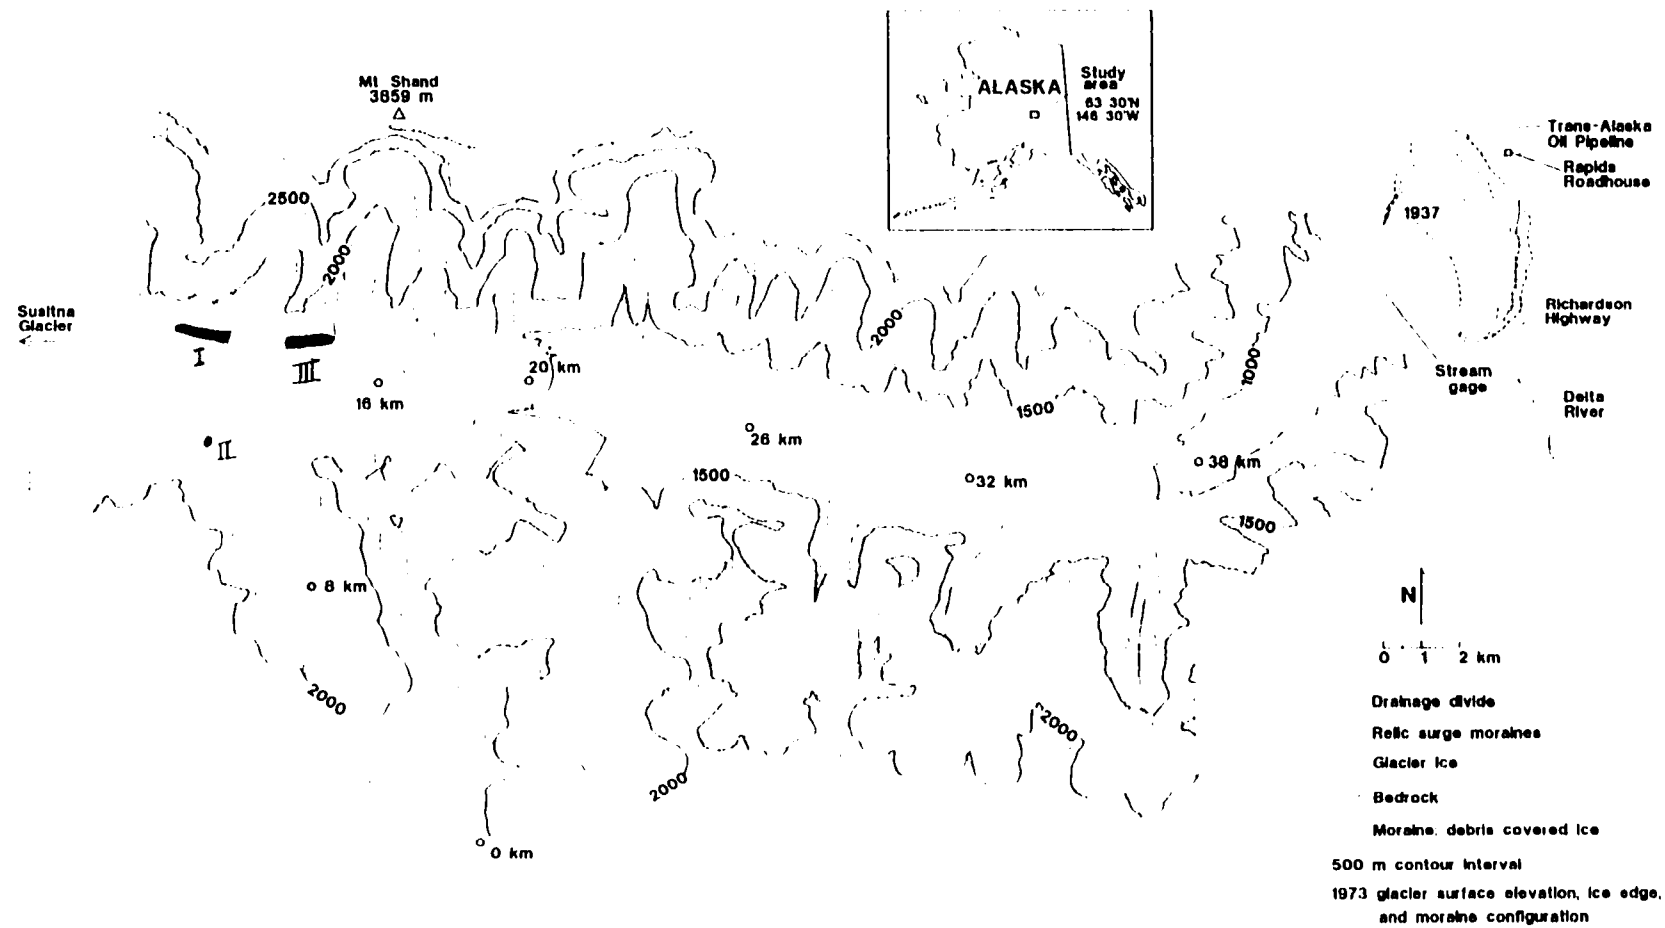 Mt Shand
3859 m
ALASKA
Study
area
63 30'N
146 30'W
Trans-Alaska
Oil Pipeline
Rapids
Roadhouse
2500
1937
2000
Susitna
Glacier
I
III
2000
1000
Richardson
Highway
20 km
16 km
1500
Stream
gage
Delta
River
II
26 km
38 km
1500
32 km
1500
8 km
N
0 1 2 km
2000
2000
2000
0 km
Drainage divide
Relic surge moraines
Glacier ice
Bedrock
Moraine, debris covered ice
500 m contour interval
1973 glacier surface elevation, ice edge,
and moraine configuration